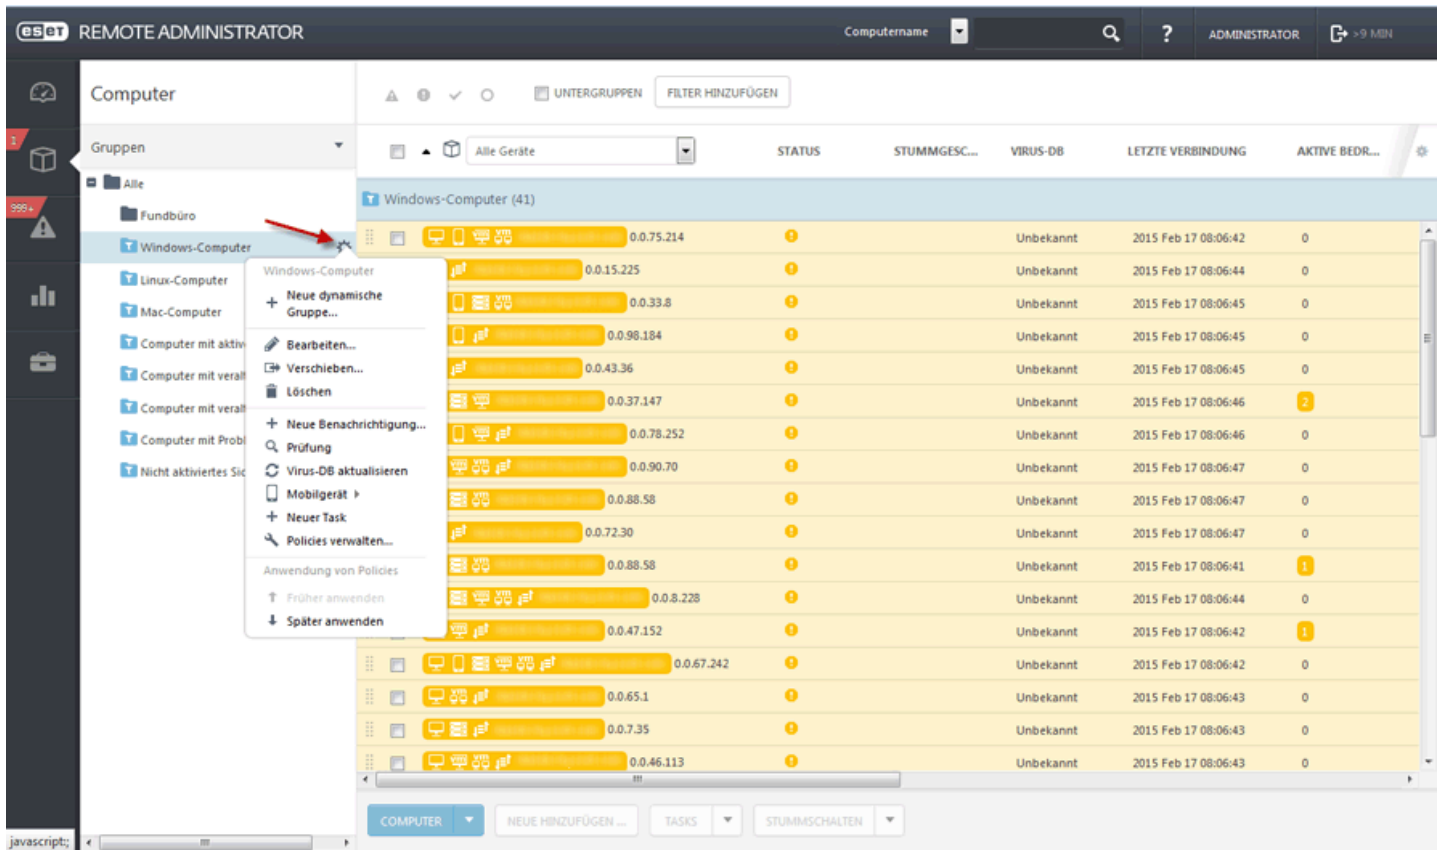 eset REMOTE ADMINISTRATOR
Computername
?
ADMINISTRATOR
>9 MIN
Computer
UNTERGRUPPEN
FILTER HINZUFÜGEN
1
Gruppen
Alle Geräte
STATUS
STUMMGESC...
VIRUS-DB
LETZTE VERBINDUNG
AKTIVE BEDR...
Alle
999+
Fundbüro
Windows-Computer (41)
Windows-Computer
Linux-Computer
Mac-Computer
Computer mit aktiv
Computer mit veralt
Computer mit veralt
Computer mit Probl
Nicht aktiviertes Sic
Windows-Computer
Neue dynamische
Gruppe...
Bearbeiten...
Verschieben...
Löschen
Neue Benachrichtigung...
Prüfung
Virus-DB aktualisieren
Mobilgerät
Neuer Task
Policies verwalten...
Anwendung von Policies
Früher anwenden
Später anwenden
0.0.75.214 Unbekannt 2015 Feb 17 08:06:42 0
0.0.15.225 Unbekannt 2015 Feb 17 08:06:44 0
0.0.33.8 Unbekannt 2015 Feb 17 08:06:45 0
0.0.98.184 Unbekannt 2015 Feb 17 08:06:45 0
0.0.43.36 Unbekannt 2015 Feb 17 08:06:45 0
0.0.37.147 Unbekannt 2015 Feb 17 08:06:46 2
0.0.78.252 Unbekannt 2015 Feb 17 08:06:46 0
0.0.90.70 Unbekannt 2015 Feb 17 08:06:47 0
0.0.88.58 Unbekannt 2015 Feb 17 08:06:47 0
0.0.72.30 Unbekannt 2015 Feb 17 08:06:47 0
0.0.88.58 Unbekannt 2015 Feb 17 08:06:41 1
0.0.8.228 Unbekannt 2015 Feb 17 08:06:44 0
0.0.47.152 Unbekannt 2015 Feb 17 08:06:42 1
0.0.67.242 Unbekannt 2015 Feb 17 08:06:42 0
0.0.65.1 Unbekannt 2015 Feb 17 08:06:43 0
0.0.7.35 Unbekannt 2015 Feb 17 08:06:43 0
0.0.46.113 Unbekannt 2015 Feb 17 08:06:43 0
COMPUTER
NEUE HINZUFÜGEN ...
TASKS
STUMMSCHALTEN
javascript:;